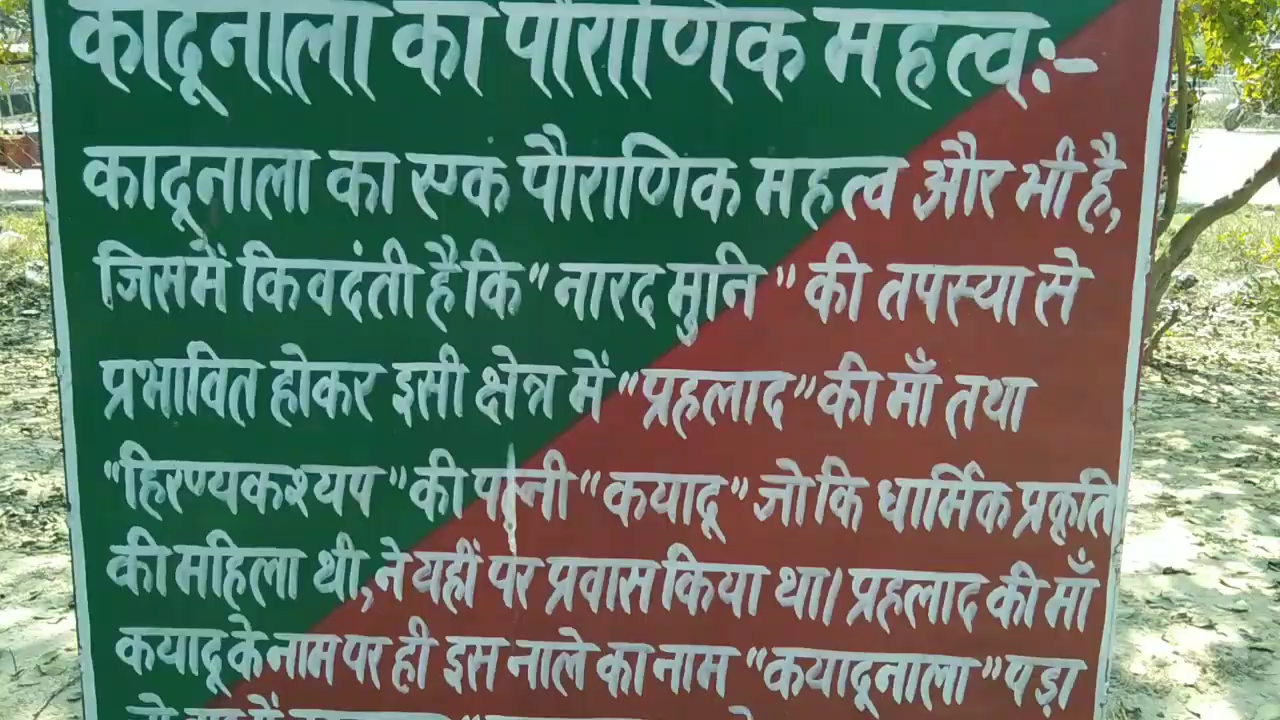 कादूनाला का पौराणिक महत्व:-
कादूनाला का एक पौराणिक महत्व और भी है,
जिसमें किवदंती है कि "नारद मुनि" की तपस्या से
प्रभावित होकर इसी क्षेत्र में "प्रहलाद" की माँ तथा
"हिरण्यकश्यप" की पत्नी "कयादू" जो कि धार्मिक प्रकृति
की महिला थी, ने यहीं पर प्रवास किया था। प्रहलाद की माँ
कयादू के नाम पर ही इस नाले का नाम "कयादूनाला" पड़ा